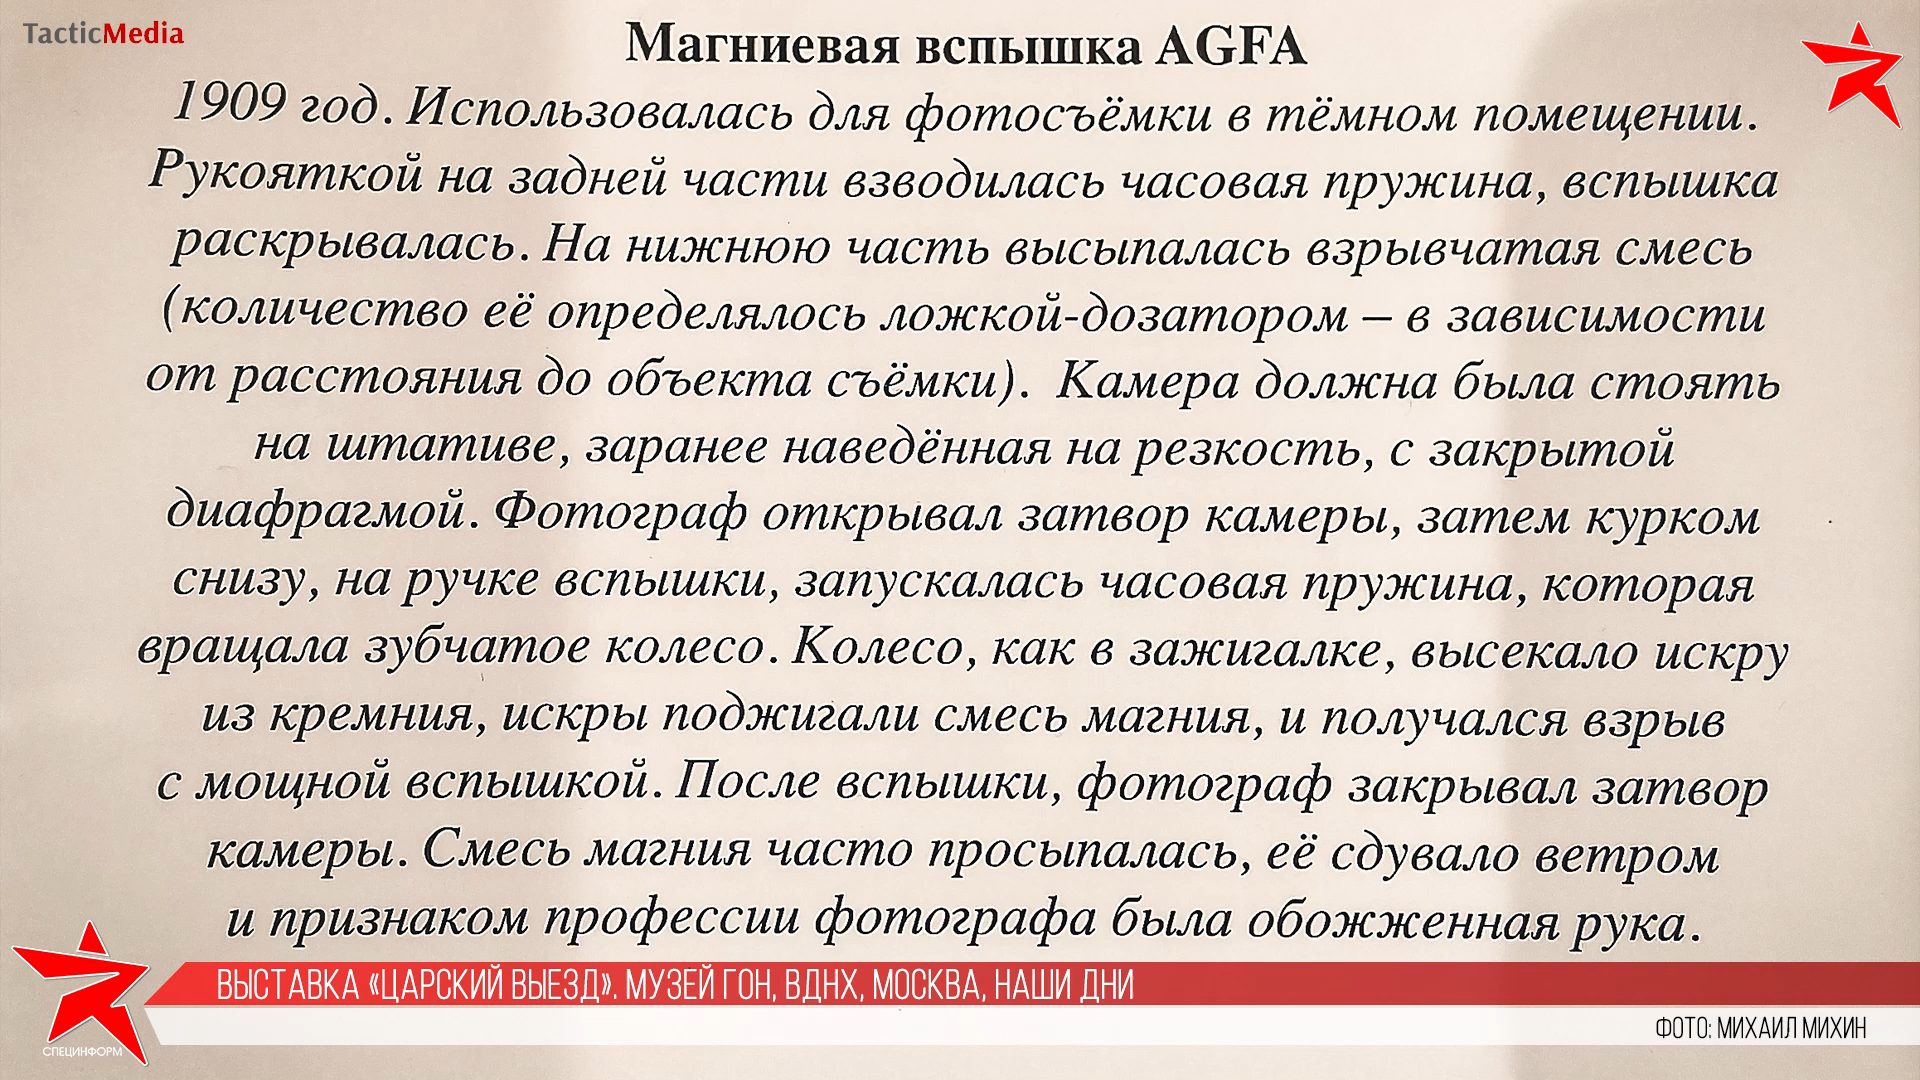 TacticMedia
Магниевая вспышка AGFA
1909 год. Использовалась для фотосъёмки в тёмном помещении.
Рукояткой на задней части взводилась часовая пружина, вспышка
раскрывалась. На нижнюю часть высыпалась взрывчатая смесь
(количество её определялось ложкой-дозатором – в зависимости
от расстояния до объекта съёмки). Камера должна была стоять
на штативе, заранее наведённая на резкость, с закрытой
диафрагмой. Фотограф открывал затвор камеры, затем курком
снизу, на ручке вспышки, запускалась часовая пружина, которая
вращала зубчатое колесо. Колесо, как в зажигалке, высекало искру
из кремния, искры поджигали смесь магния, и получался взрыв
с мощной вспышкой. После вспышки, фотограф закрывал затвор
камеры. Смесь магния часто просыпалась, её сдувало ветром
и признаком профессии фотографа была обожженная рука.
ВЫСТАВКА «ЦАРСКИЙ ВЫЕЗД». МУЗЕЙ ГОН, ВДНХ, МОСКВА, НАШИ ДНИ
ФОТО: МИХАИЛ МИХИН
СПЕЦИНФОРМ